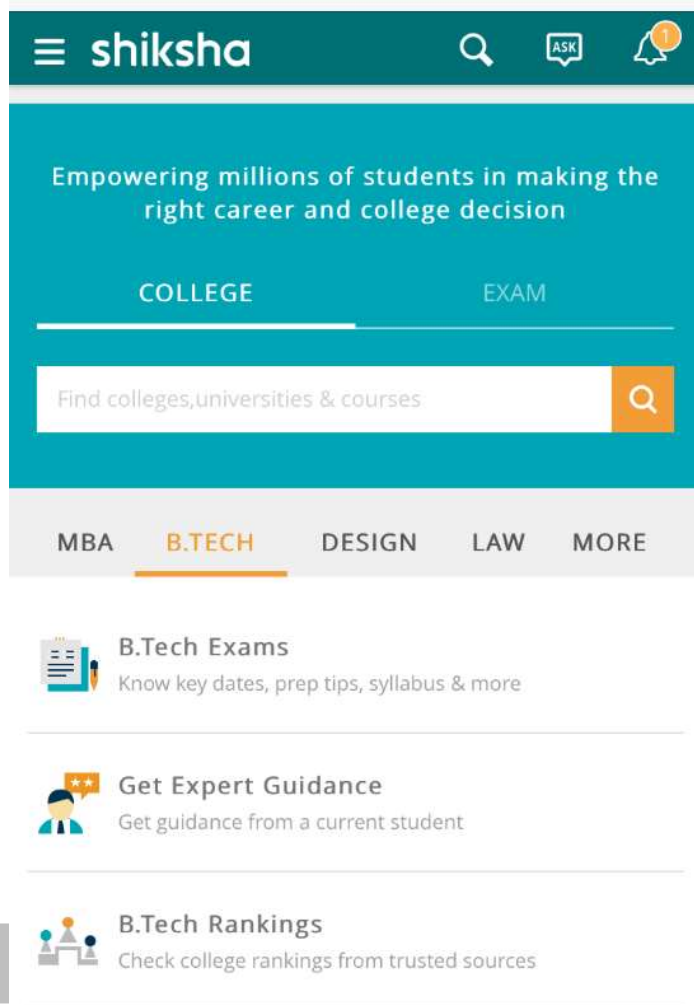 shiksha ASK 1
Empowering millions of students in making the
right career and college decision
COLLEGE EXAM
Find colleges,universities & courses
MBA B.TECH DESIGN LAW MORE
B.Tech Exams
Know key dates, prep tips, syllabus & more
Get Expert Guidance
Get guidance from a current student
B.Tech Rankings
Check college rankings from trusted sources